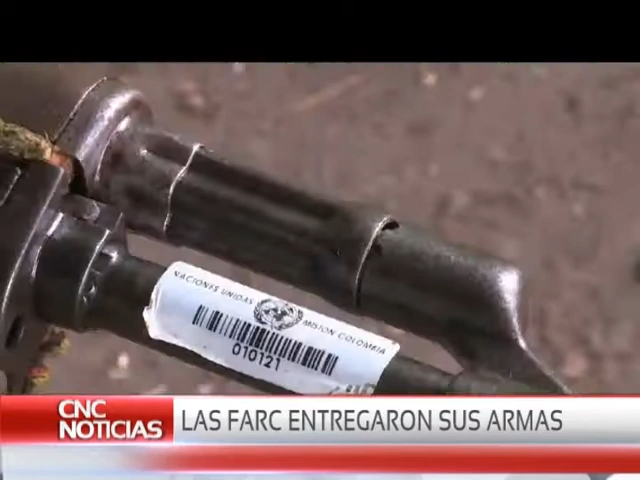 NACIONES UNIDAS MISION COLOMBIA
010121
CNC
NOTICIAS
LAS FARC ENTREGARON SUS ARMAS